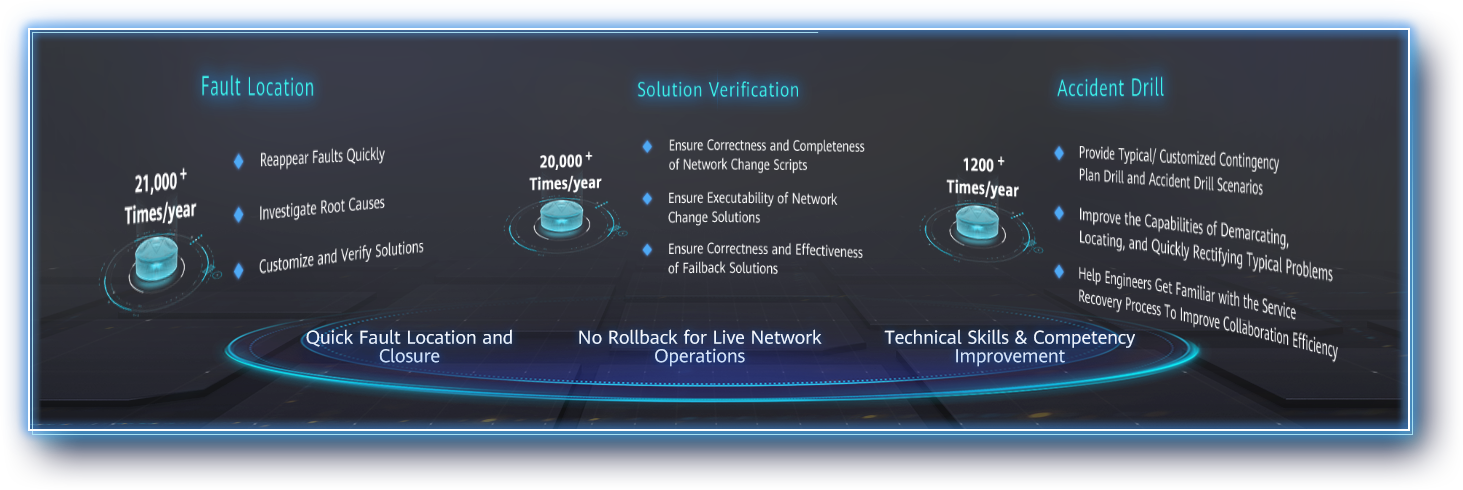 Fault Location
21,000+
Times/year
Reappear Faults Quickly
Investigate Root Causes
Customize and Verify Solutions
Quick Fault Location and
Closure
Solution Verification
20,000+
Times/year
Ensure Correctness and Completeness
of Network Change Scripts
Ensure Executability of Network
Change Solutions
Ensure Correctness and Effectiveness
of Failback Solutions
No Rollback for Live Network
Operations
Accident Drill
1200+
Times/year
Provide Typical/ Customized Contingency
Plan Drill and Accident Drill Scenarios
Improve the Capabilities of Demarcating,
Locating, and Quickly Rectifying Typical Problems
Help Engineers Get Familiar with the Service
Recovery Process To Improve Collaboration Efficiency
Technical Skills & Competency
Improvement